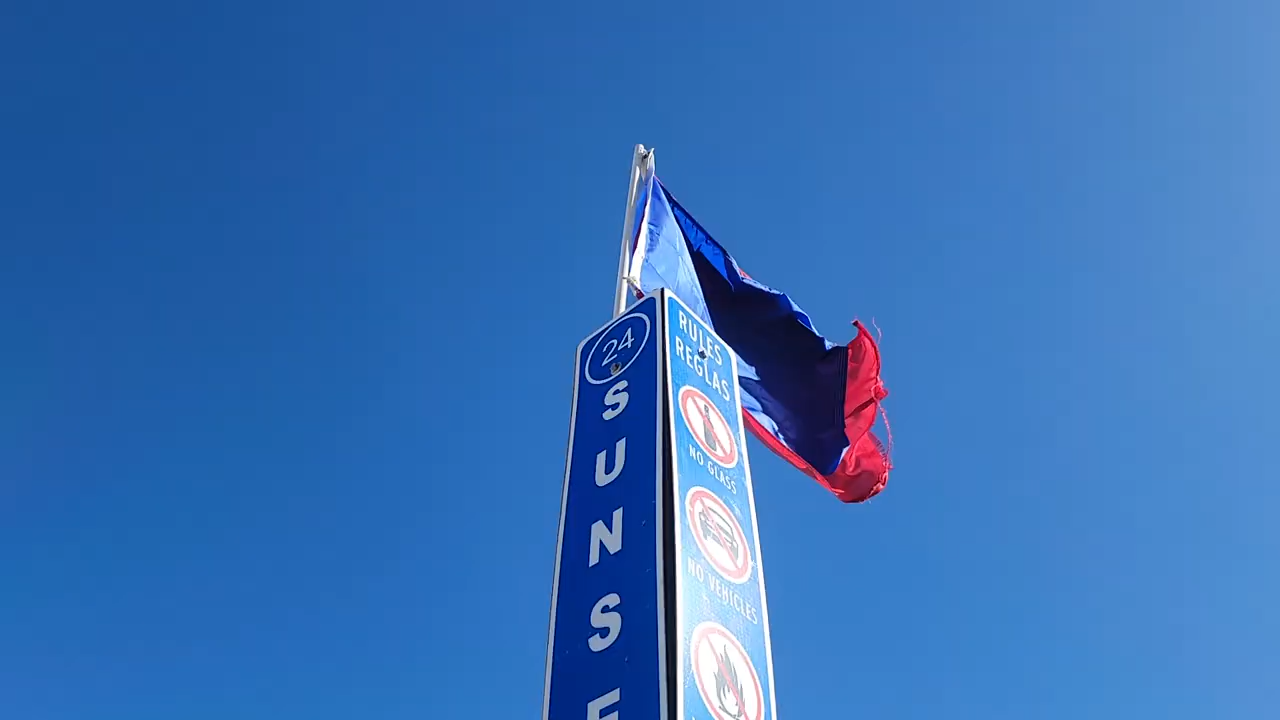 24
SUNS
RULES
REGLAS
NO GLASS
NO VEHICLES